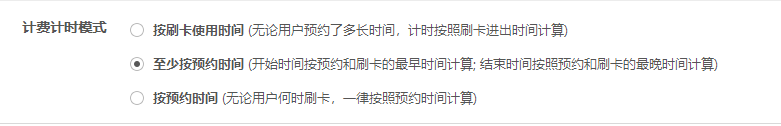 计费计时模式
按刷卡使用时间 (无论用户预约了多长时间，计时按照刷卡进出时间计算)
至少按预约时间 (开始时间按预约和刷卡的最早时间计算; 结束时间按照预约和刷卡的最晚时间计算)
按预约时间 (无论用户何时刷卡，一律按照预约时间计算)